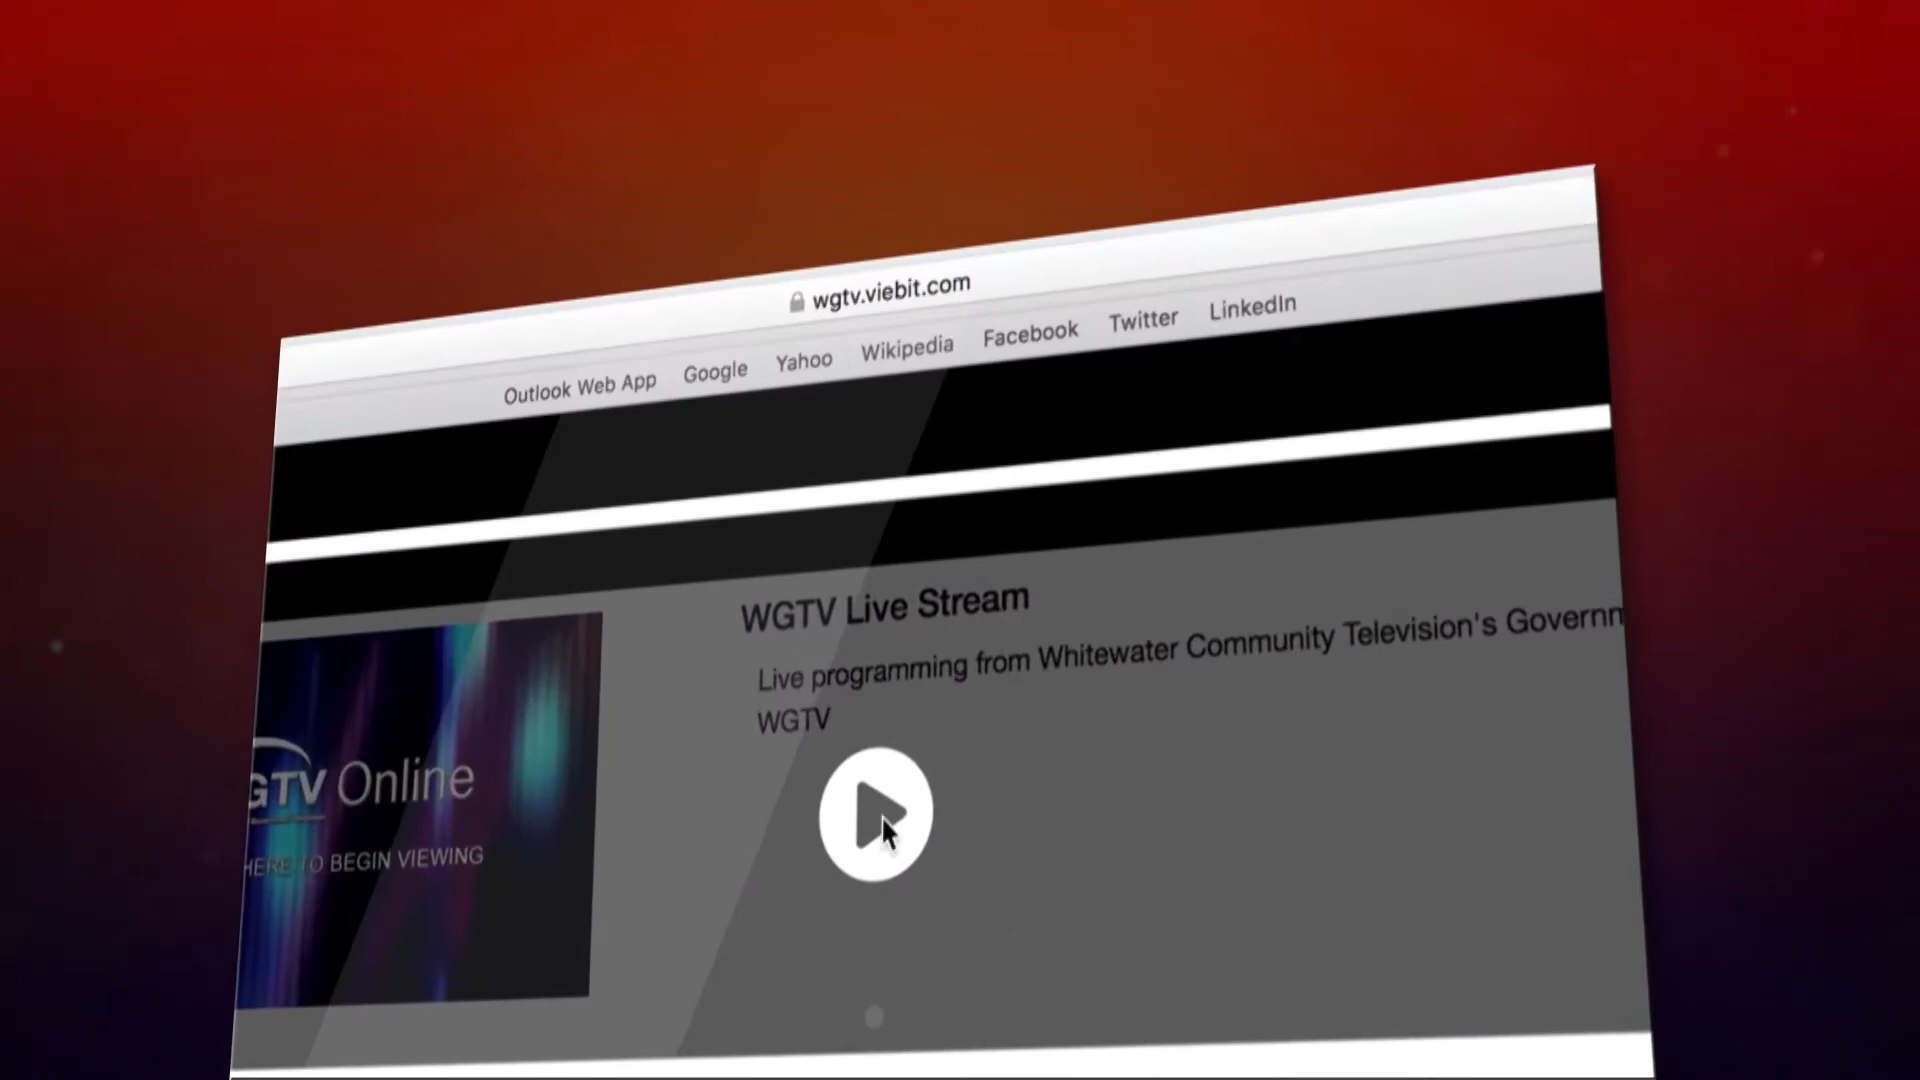 wgtv.viebit.com
Outlook Web App Google Yahoo Wikipedia Facebook Twitter LinkedIn
WGTV Live Stream
Live programming from Whitewater Community Television's Governm
WGTV
GTV Online
HERE TO BEGIN VIEWING